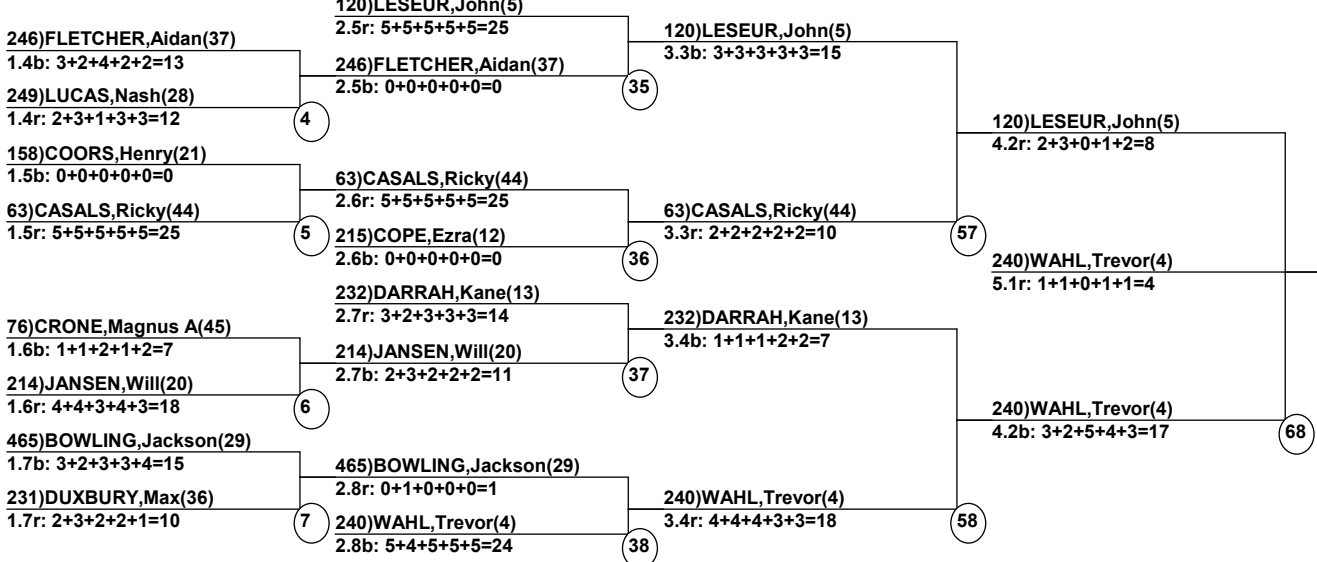 120)LESEUR,John(5)
2.5r: 5+5+5+5+5=25
246)FLETCHER,Aidan(37)
1.4b: 3+2+4+2+2=13
249)LUCAS,Nash(28)
1.4r: 2+3+1+3+3=12
4
246)FLETCHER,Aidan(37)
2.5b: 0+0+0+0+0=0
35
120)LESEUR,John(5)
3.3b: 3+3+3+3+3=15
158)COORS,Henry(21)
1.5b: 0+0+0+0+0=0
63)CASALS,Ricky(44)
1.5r: 5+5+5+5+5=25
5
63)CASALS,Ricky(44)
2.6r: 5+5+5+5+5=25
215)COPE,Ezra(12)
2.6b: 0+0+0+0+0=0
36
63)CASALS,Ricky(44)
3.3r: 2+2+2+2+2=10
57
120)LESEUR,John(5)
4.2r: 2+3+0+1+2=8
240)WAHL,Trevor(4)
5.1r: 1+1+0+1+1=4
76)CRONE,Magnus A(45)
1.6b: 1+1+2+1+2=7
214)JANSEN,Will(20)
1.6r: 4+4+3+4+3=18
6
232)DARRAH,Kane(13)
2.7r: 3+2+3+3+3=14
214)JANSEN,Will(20)
2.7b: 2+3+2+2+2=11
37
232)DARRAH,Kane(13)
3.4b: 1+1+1+2+2=7
465)BOWLING,Jackson(29)
1.7b: 3+2+3+3+4=15
231)DUXBURY,Max(36)
1.7r: 2+3+2+2+1=10
7
465)BOWLING,Jackson(29)
2.8r: 0+1+0+0+0=1
240)WAHL,Trevor(4)
2.8b: 5+4+5+5+5=24
38
240)WAHL,Trevor(4)
3.4r: 4+4+4+3+3=18
58
240)WAHL,Trevor(4)
4.2b: 3+2+5+4+3=17
68